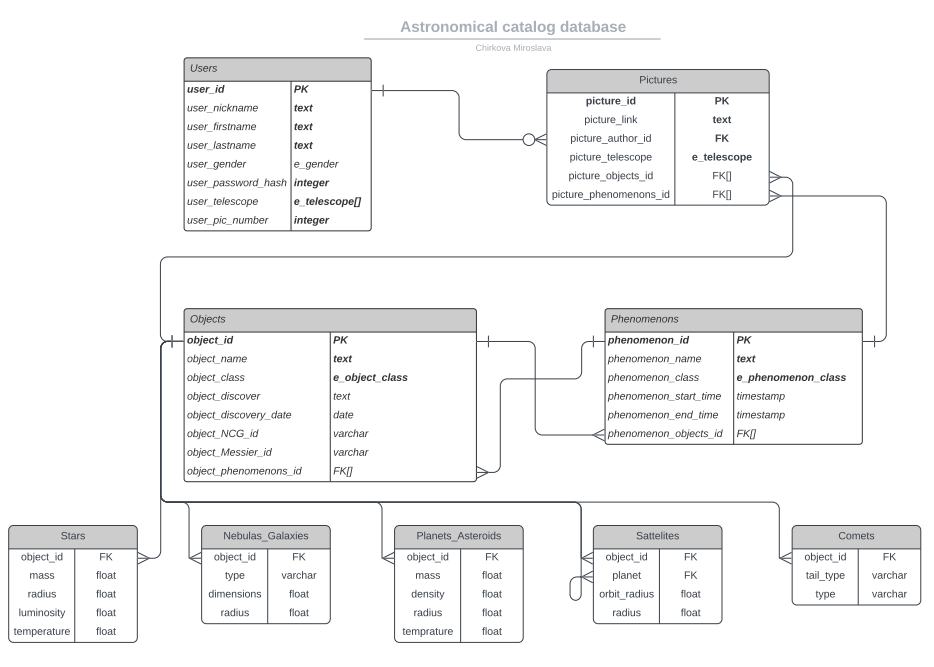 Astronomical catalog database
Chirkova Miroslava
Users
user_id PK
user_nickname text
user_firstname text
user_lastname text
user_gender e_gender
user_password_hash integer
user_telescope e_telescope[]
user_pic_number integer
Pictures
picture_id PK
picture_link text
picture_author_id FK
picture_telescope e_telescope
picture_objects_id FK[]
picture_phenomenons_id FK[]
Objects
object_id PK
object_name text
object_class e_object_class
object_discover text
object_discovery_date date
object_NCG_id varchar
object_Messier_id varchar
object_phenomenons_id FK[]
Phenomenons
phenomenon_id PK
phenomenon_name text
phenomenon_class e_phenomenon_class
phenomenon_start_time timestamp
phenomenon_end_time timestamp
phenomenon_objects_id FK[]
Stars
object_id FK
mass float
radius float
luminosity float
temperature float
Nebulas_Galaxies
object_id FK
type varchar
dimensions float
radius float
Planets_Asteroids
object_id FK
mass float
density float
radius float
temprature float
Sattelites
object_id FK
planet FK
orbit_radius float
radius float
Comets
object_id FK
tail_type varchar
type varchar